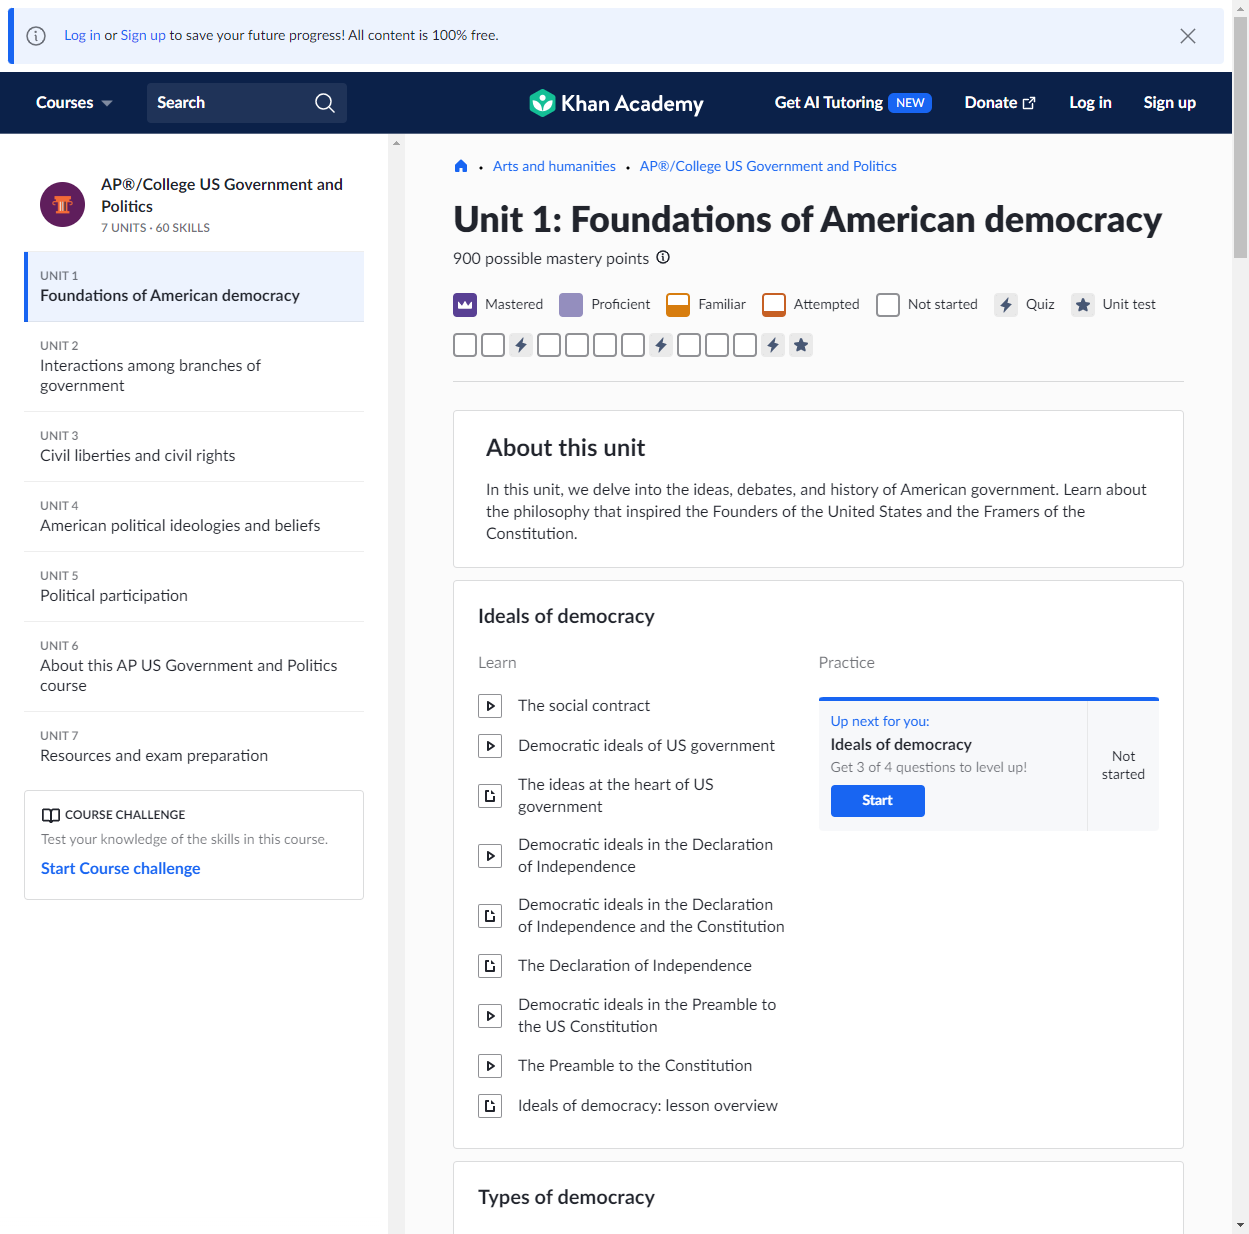 Log in or Sign up to save your future progress! All content is 100% free.
Courses
Search
Khan Academy
Get AI Tutoring NEW
Donate
Log in
Sign up
AP®/College US Government and
Politics
7 UNITS · 60 SKILLS
UNIT 1
Foundations of American democracy
UNIT 2
Interactions among branches of
government
UNIT 3
Civil liberties and civil rights
UNIT 4
American political ideologies and beliefs
UNIT 5
Political participation
UNIT 6
About this AP US Government and Politics
course
UNIT 7
Resources and exam preparation
COURSE CHALLENGE
Test your knowledge of the skills in this course.
Start Course challenge
Arts and humanities
AP®/College US Government and Politics
Unit 1: Foundations of American democracy
900 possible mastery points
Mastered
Proficient
Familiar
Attempted
Not started
Quiz
Unit test
About this unit
In this unit, we delve into the ideas, debates, and history of American government. Learn about
the philosophy that inspired the Founders of the United States and the Framers of the
Constitution.
Ideals of democracy
Learn
The social contract
Democratic ideals of US government
The ideas at the heart of US
government
Democratic ideals in the Declaration
of Independence
Democratic ideals in the Declaration
of Independence and the Constitution
The Declaration of Independence
Democratic ideals in the Preamble to
the US Constitution
The Preamble to the Constitution
Ideals of democracy: lesson overview
Practice
Up next for you:
Ideals of democracy
Get 3 of 4 questions to level up!
Start
Not
started
Types of democracy